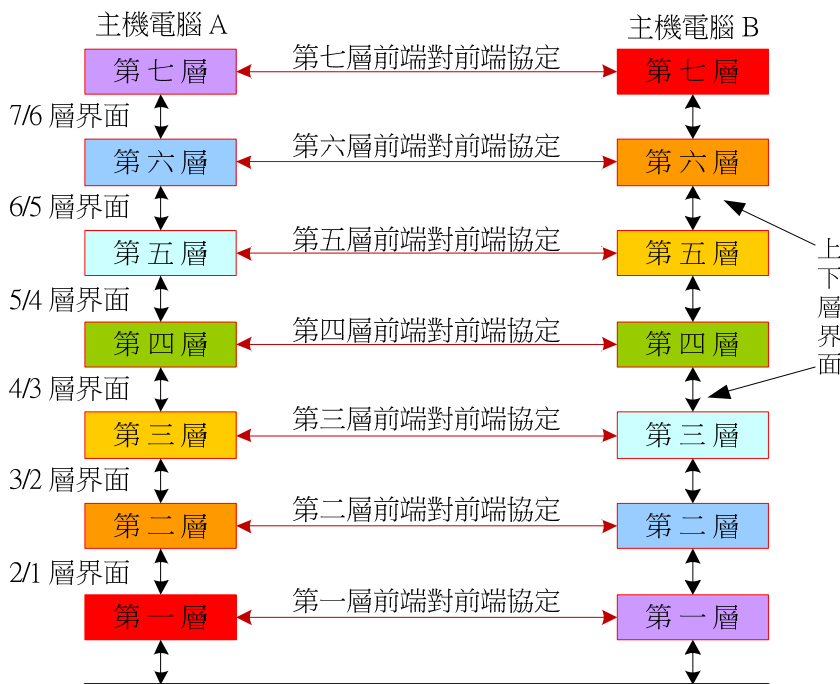 主機電腦 A
主機電腦 B
第七層
第七層前端對前端協定
第七層
7/6 層界面
第六層
第六層前端對前端協定
第六層
6/5 層界面
第五層
第五層前端對前端協定
第五層
上下層界面
5/4 層界面
第四層
第四層前端對前端協定
第四層
4/3 層界面
第三層
第三層前端對前端協定
第三層
3/2 層界面
第二層
第二層前端對前端協定
第二層
2/1 層界面
第一層
第一層前端對前端協定
第一層